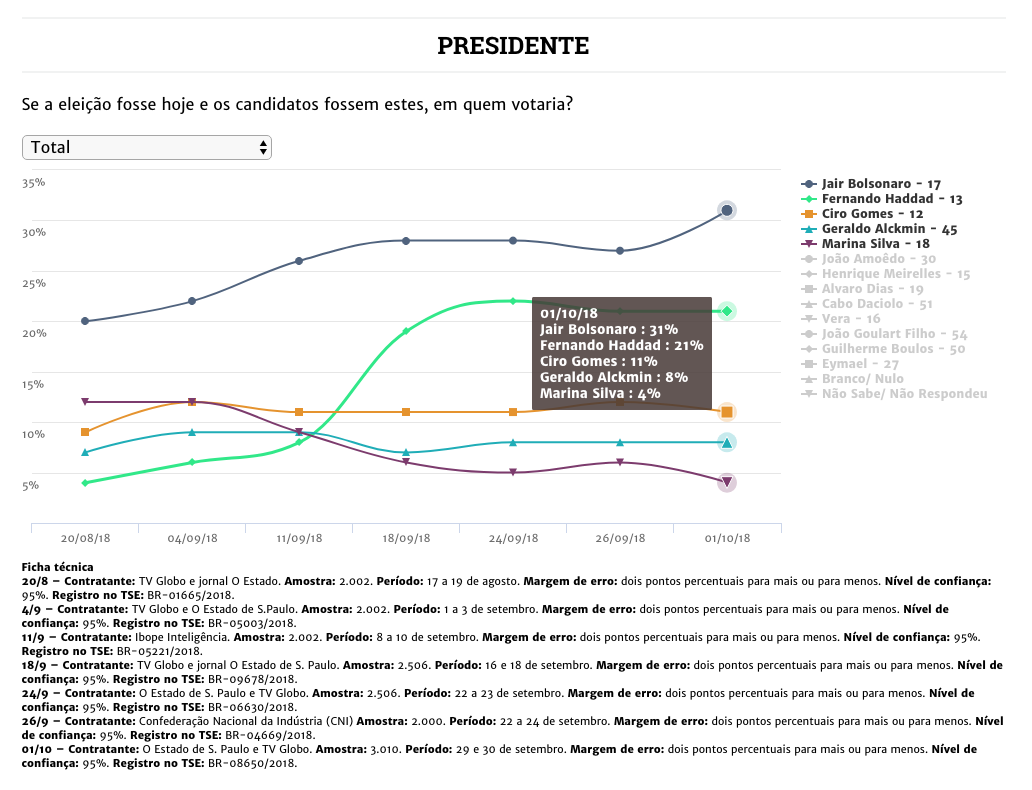 PRESIDENTE
Se a eleição fosse hoje e os candidatos fossem estes, em quem votaria?
Total
35%
30%
25%
20%
15%
10%
5%
01/10/18
Jair Bolsonaro : 31%
Fernando Haddad : 21%
Ciro Gomes : 11%
Geraldo Alckmin : 8%
Marina Silva : 4%
20/08/18
04/09/18
11/09/18
18/09/18
24/09/18
26/09/18
01/10/18
Jair Bolsonaro - 17
Fernando Haddad - 13
Ciro Gomes - 12
Geraldo Alckmin - 45
Marina Silva - 18
João Amoêdo - 30
Henrique Meirelles - 15
Alvaro Dias - 19
Cabo Daciolo - 51
Vera - 16
João Goulart Filho - 54
Guilherme Boulos - 50
Eymael - 27
Branco/ Nulo
Não Sabe/ Não Respondeu
Ficha técnica
20/8 – Contratante: TV Globo e jornal O Estado. Amostra: 2.002. Período: 17 a 19 de agosto. Margem de erro: dois pontos percentuais para mais ou para menos. Nível de confiança:
95%. Registro no TSE: BR-01665/2018.
4/9 – Contratante: TV Globo e O Estado de S.Paulo. Amostra: 2.002. Período: 1 a 3 de setembro. Margem de erro: dois pontos percentuais para mais ou para menos. Nível de
confiança: 95%. Registro no TSE: BR-05003/2018.
11/9 – Contratante: Ibope Inteligência. Amostra: 2.002. Período: 8 a 10 de setembro. Margem de erro: dois pontos percentuais para mais ou para menos. Nível de confiança: 95%.
Registro no TSE: BR-05221/2018.
18/9 – Contratante: TV Globo e jornal O Estado de S. Paulo. Amostra: 2.506. Período: 16 e 18 de setembro. Margem de erro: dois pontos percentuais para mais ou para menos. Nível de
confiança: 95%. Registro no TSE: BR-09678/2018.
24/9 – Contratante: O Estado de S. Paulo e TV Globo. Amostra: 2.506. Período: 22 a 23 de setembro. Margem de erro: dois pontos percentuais para mais ou para menos. Nível de
confiança: 95%. Registro no TSE: BR-06630/2018.
26/9 – Contratante: Confederação Nacional da Indústria (CNI) Amostra: 2.000. Período: 22 a 24 de setembro. Margem de erro: dois pontos percentuais para mais ou para menos. Nível
de confiança: 95%. Registro no TSE: BR-04669/2018.
01/10 – Contratante: O Estado de S. Paulo e TV Globo. Amostra: 3.010. Período: 29 e 30 de setembro. Margem de erro: dois pontos percentuais para mais ou para menos. Nível de
confiança: 95%. Registro no TSE: BR-08650/2018.